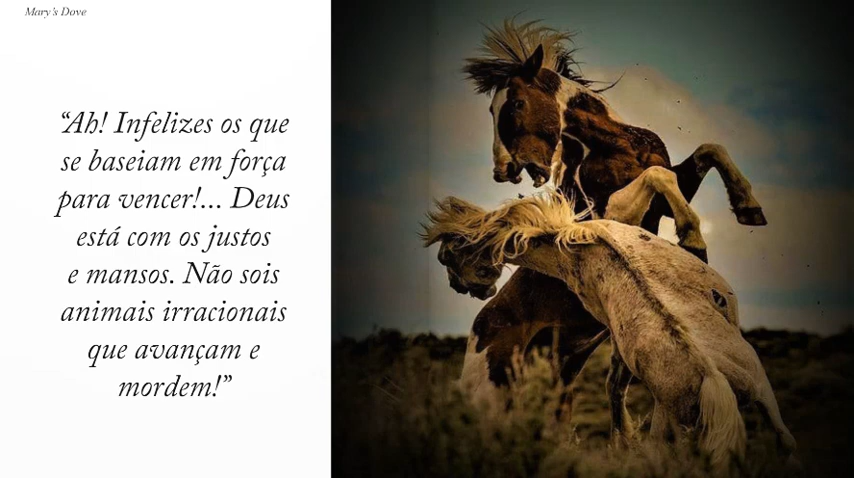 Mary's Dove
“Ah! Infelizes os que
se baseiam em força
para vencer!... Deus
está com os justos
e mansos. Não sois
animais irracionais
que avançam e
mordem!”